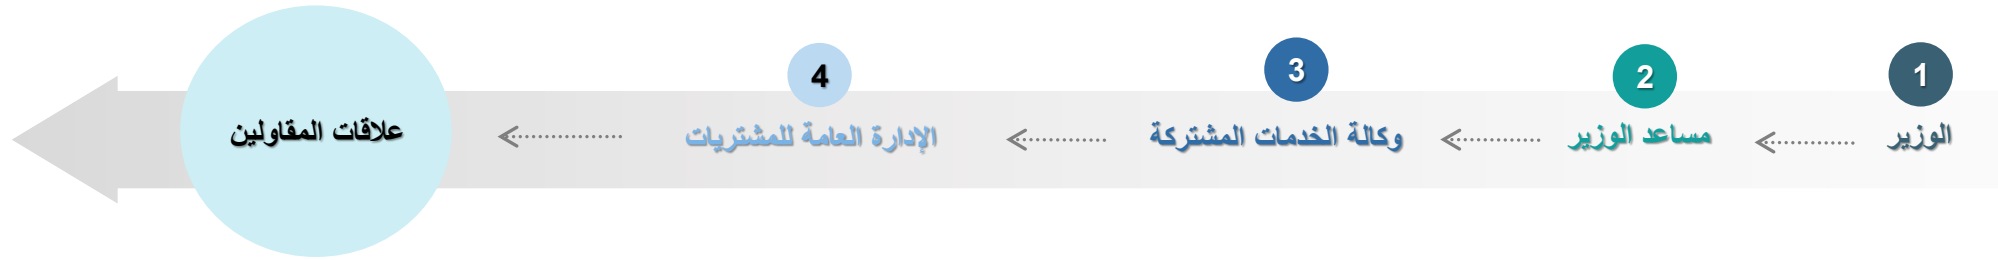 1
الوزير
2
مساعد الوزير
3
وكالة الخدمات المشتركة
4
الإدارة العامة للمشتريات
علاقات المقاولين